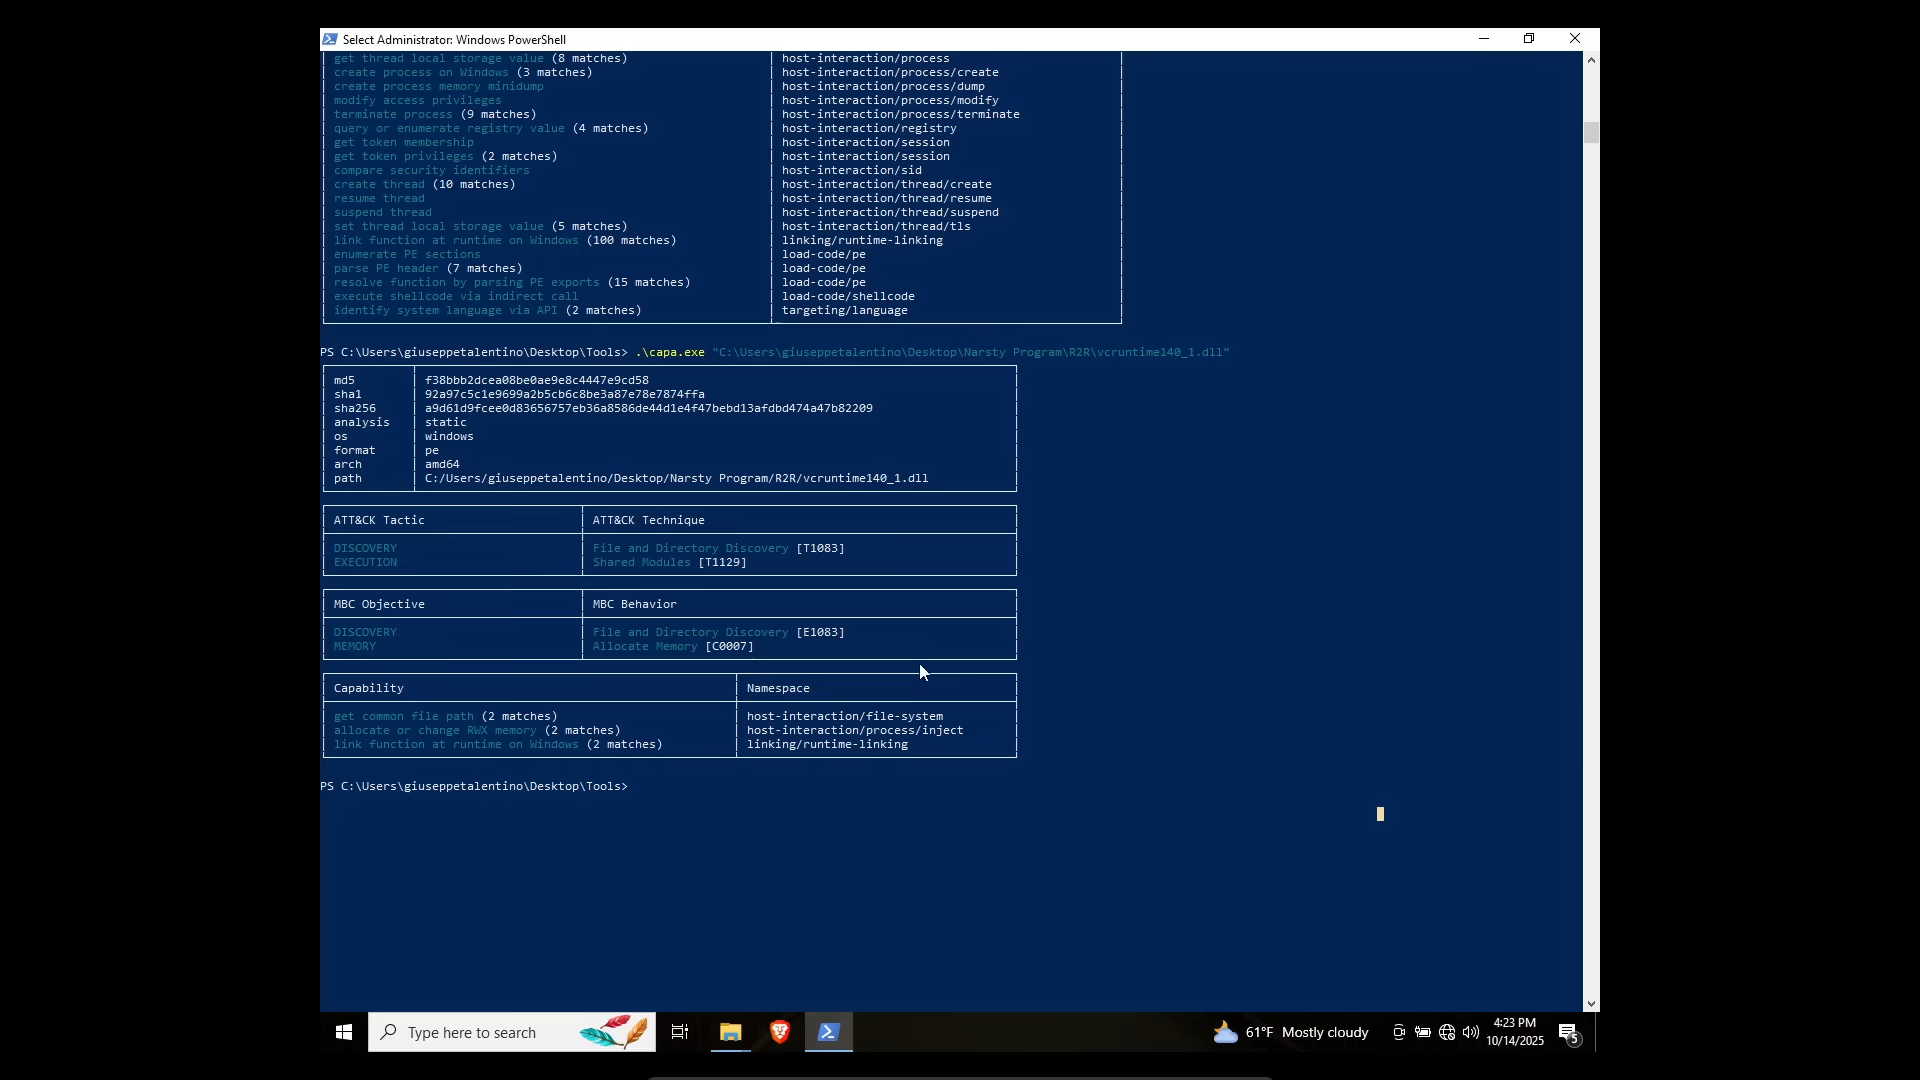 Select Administrator: Windows PowerShell
get thread local storage value (8 matches) host-interaction/process
create process on Windows (3 matches) host-interaction/process/create
create process memory minidump host-interaction/process/dump
modify access privileges host-interaction/process/modify
terminate process (9 matches) host-interaction/process/terminate
query or enumerate registry value (4 matches) host-interaction/registry
get token membership host-interaction/session
get token privileges (2 matches) host-interaction/session
compare security identifiers host-interaction/sid
create thread (10 matches) host-interaction/thread/create
resume thread host-interaction/thread/resume
suspend thread host-interaction/thread/suspend
set thread local storage value (5 matches) host-interaction/thread/tls
link function at runtime on Windows (100 matches) linking/runtime-linking
enumerate PE sections load-code/pe
parse PE header (7 matches) load-code/pe
resolve function by parsing PE exports (15 matches) load-code/pe
execute shellcode via indirect call load-code/shellcode
identify system language via API (2 matches) targeting/language
PS C:\Users\giuseppetalentino\Desktop\Tools> .\capa.exe "C:\Users\giuseppetalentino\Desktop\Narsty Program\R2R\vcruntime140_1.dll"
md5 f38bbb2dcea08be0ae9e8c4447e9cd58
sha1 92a97c5c1e9699a2b5cb6c8be3a87e78e7874ffa
sha256 a9d61d9fcee0d83656757eb36a8586de44d1e4f47bebd13afdbd474a47b82209
analysis static
os windows
format pe
arch amd64
path C:/Users/giuseppetalentino/Desktop/Narsty Program/R2R/vcruntime140_1.dll
ATT&CK Tactic ATT&CK Technique
DISCOVERY File and Directory Discovery [T1083]
EXECUTION Shared Modules [T1129]
MBC Objective MBC Behavior
DISCOVERY File and Directory Discovery [E1083]
MEMORY Allocate Memory [C0007]
Capability Namespace
get common file path (2 matches) host-interaction/file-system
allocate or change RWX memory (2 matches) host-interaction/process/inject
link function at runtime on Windows (2 matches) linking/runtime-linking
PS C:\Users\giuseppetalentino\Desktop\Tools>
Type here to search
61°F Mostly cloudy
4:23 PM
10/14/2025
5